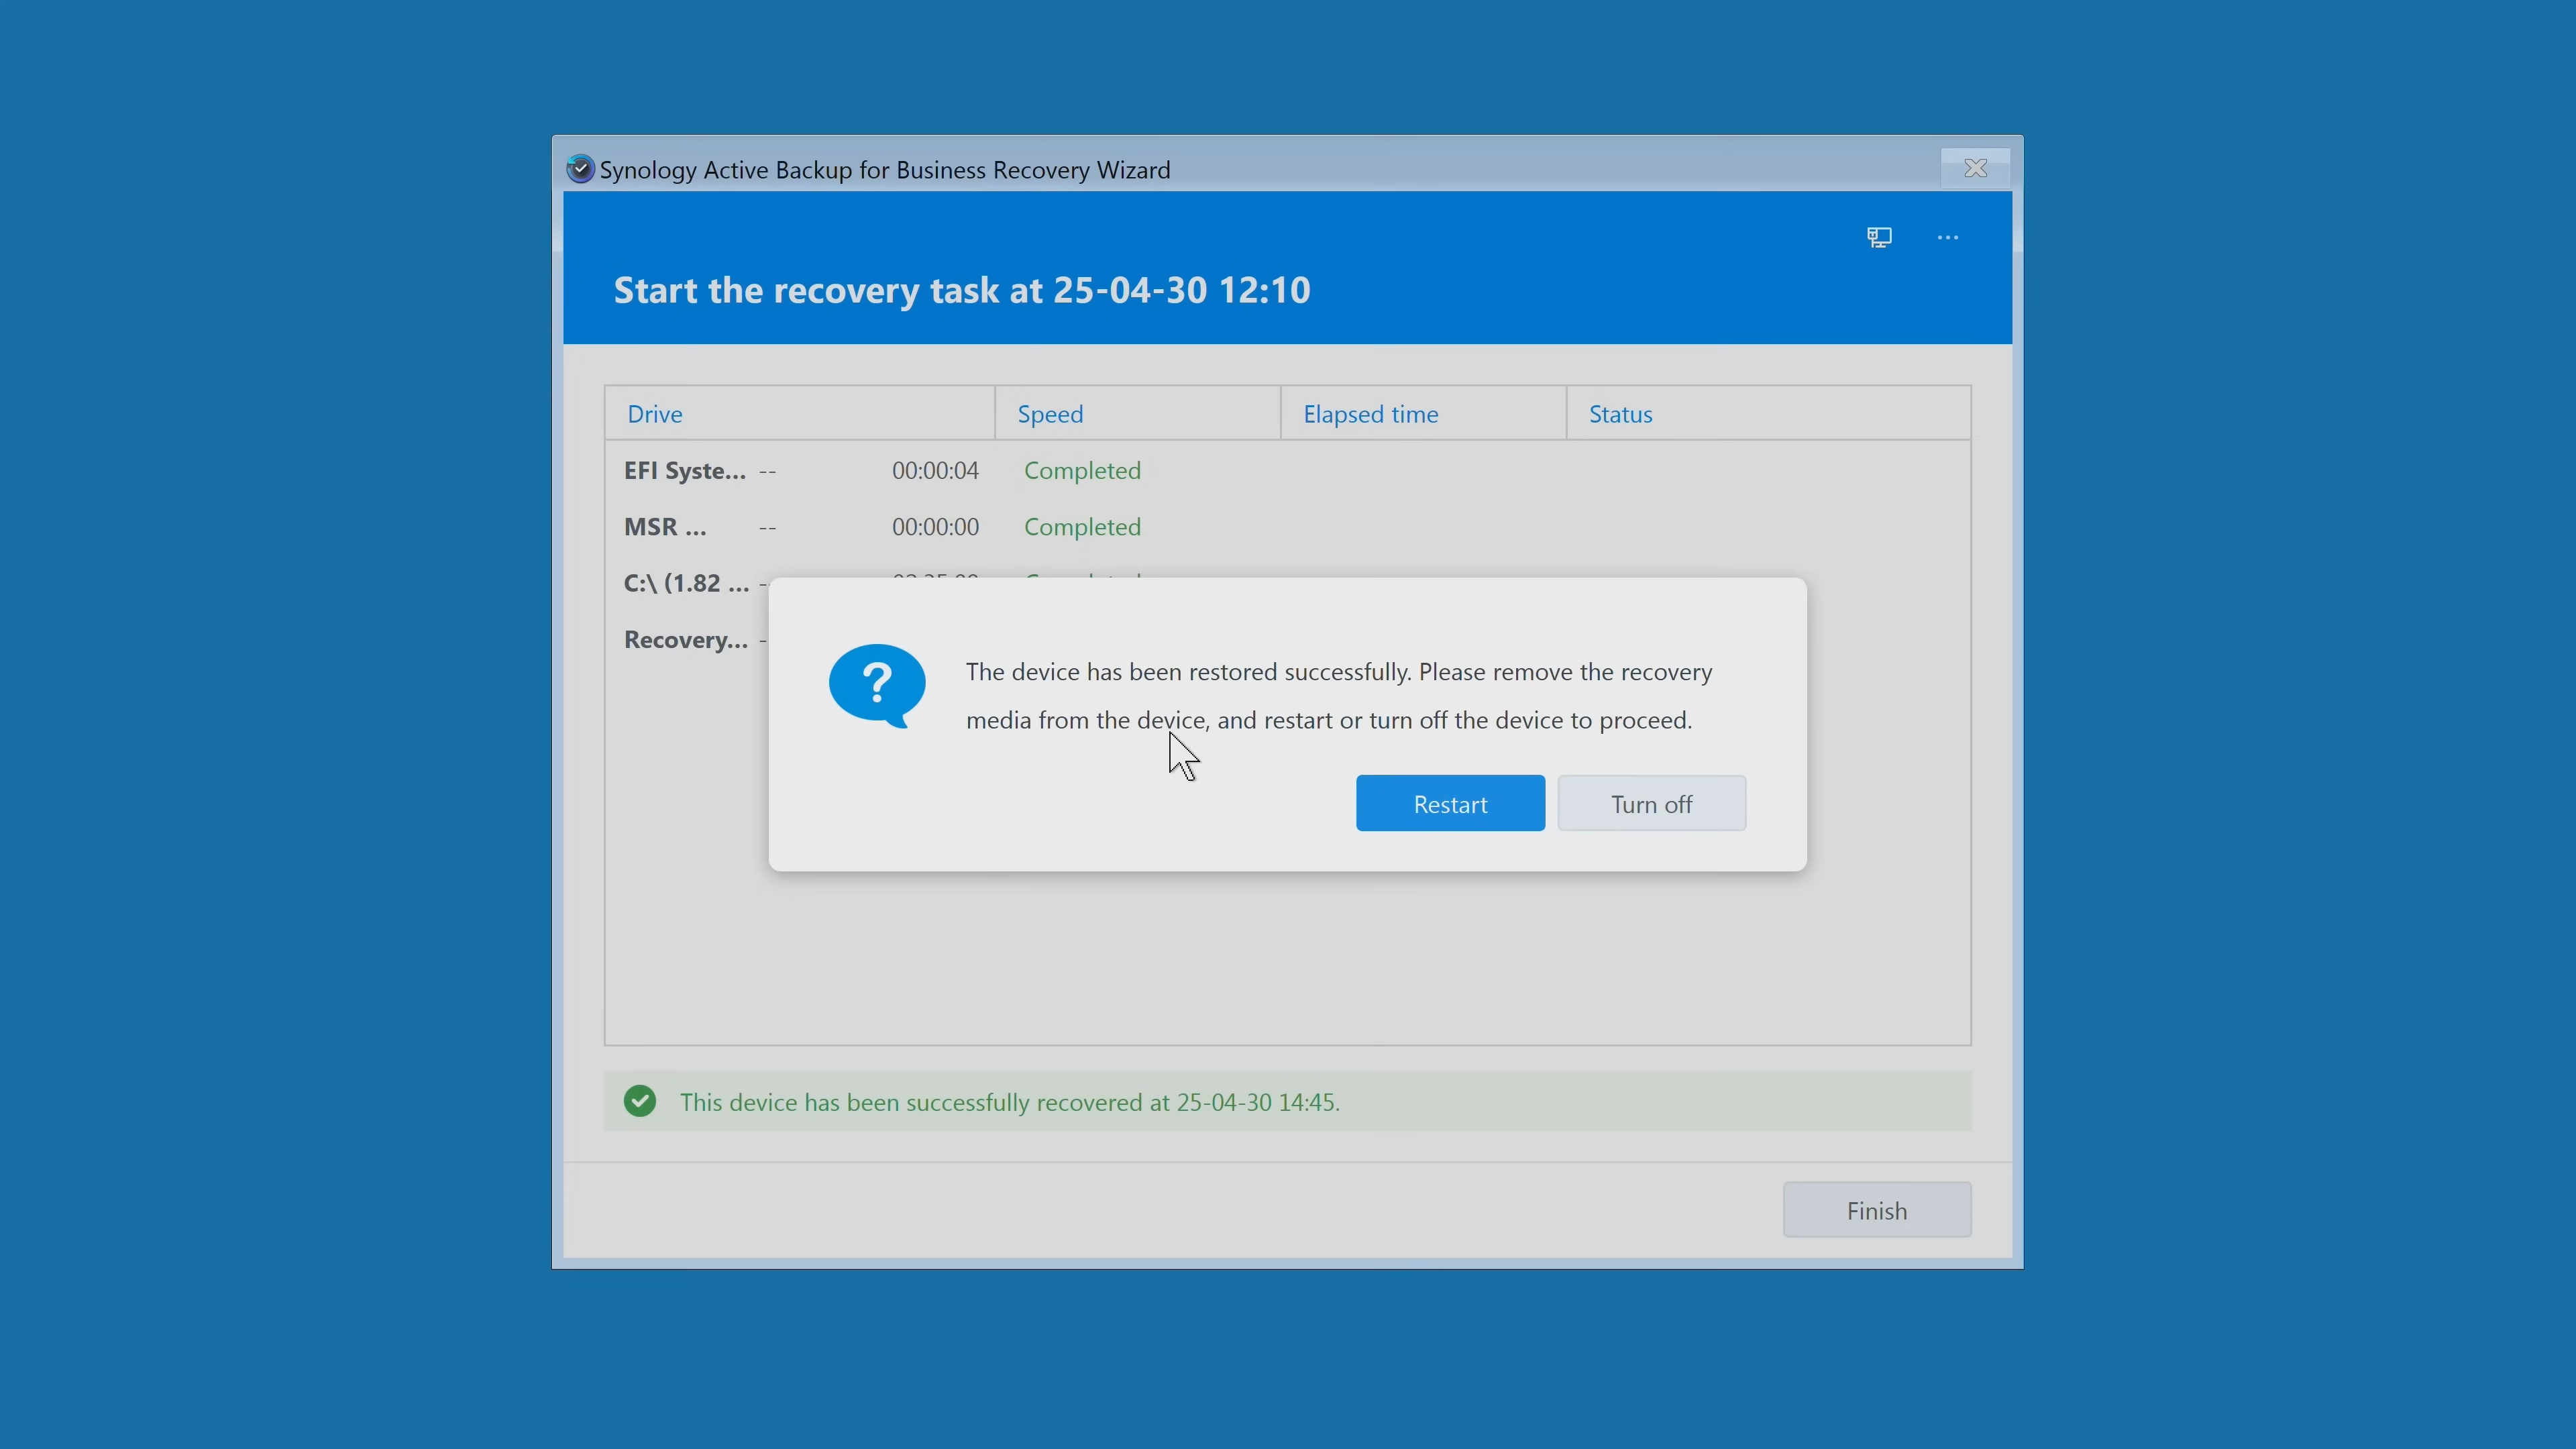 Synology Active Backup for Business Recovery Wizard
Start the recovery task at 25-04-30 12:10
Drive Speed Elapsed time Status
EFI Syste... -- 00:00:04 Completed
MSR ... -- 00:00:00 Completed
C:\ (1.82 ...
Recovery...
The device has been restored successfully. Please remove the recovery
media from the device, and restart or turn off the device to proceed.
Restart Turn off
This device has been successfully recovered at 25-04-30 14:45.
Finish